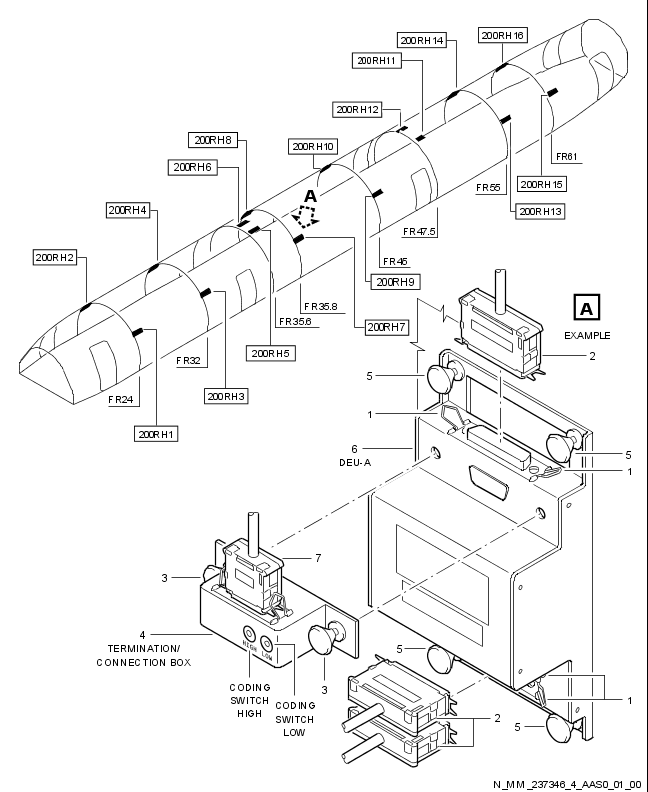 200RH16
200RH14
200RH11
200RH12
200RH8
200RH10
200RH6
A
FR61
200RH4
FR55
200RH15
200RH13
FR47.5
200RH2
FR45
200RH9
A
FR35.8
EXAMPLE
FR35.6
200RH7
2
200RH5
FR32
5
200RH3
FR24
1
200RH1
6
DEU-A
5
1
7
3
4
TERMINATION/
CONNECTION BOX
HIGH
LOW
3
5
CODING
SWITCH
HIGH
CODING
SWITCH
LOW
1
2
5
N_MM_237346_4_AAS0_01_00